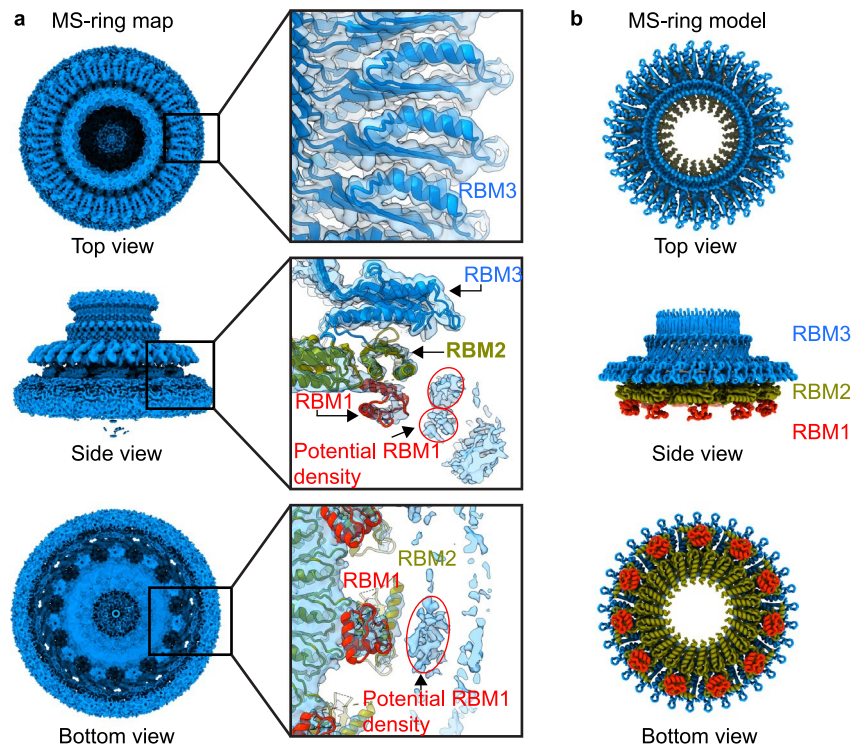 a
MS-ring map
b
MS-ring model
RBM3
Top view
Top view
RBM3
RBM2
RBM1
Potential RBM1
density
Side view
RBM3
RBM2
RBM1
Side view
RBM2
RBM1
Potential RBM1
density
Bottom view
Bottom view